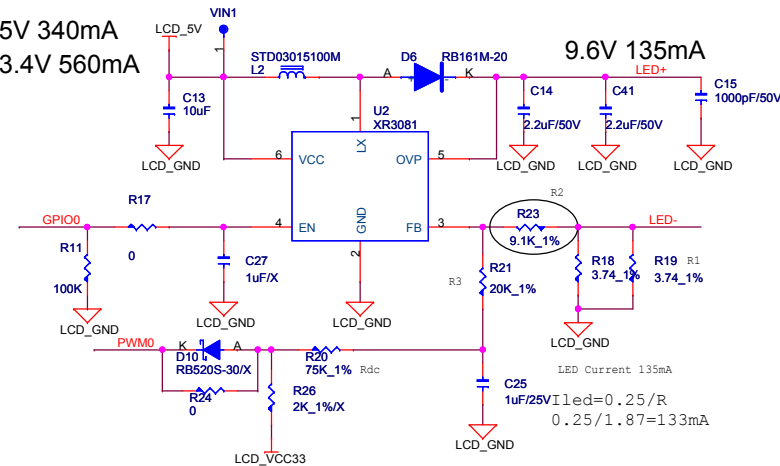 5V 340mA
3.4V 560mA
LCD_5V
VIN1
1
STD03015100M
L2
D6
RB161M-20
A
K
9.6V 135mA
LED+
C13
10uF
U2
XR3081
C14
2.2uF/50V
C41
2.2uF/50V
C15
1000pF/50V
LCD_GND
LCD_GND
LCD_GND
LCD_GND
1
LX
6
VCC
OVP
5
R17
0
GPIO0
4
EN
GND
FB
3
2
R2
R23
9.1K_1%
LED-
R11
100K
C27
1uF/X
R3
R21
20K_1%
R18
3.74_1%
R19
3.74_1%
R1
LCD_GND
LCD_GND
LCD_GND
LCD_GND
PWM0
K
A
D10
RB520S-30/X
R24
0
R20
75K_1%
Rdc
R26
2K_1%/X
C25
1uF/25V
LED Current 135mA
Iled=0.25/R
0.25/1.87=133mA
LCD_GND
LCD_VCC33